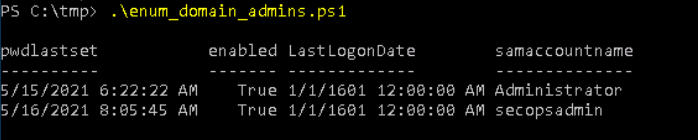 PS C:\tmp> .\enum_domain_admins.ps1
pwdlastset enabled LastLogonDate samaccountname
---------- ------- ------------- --------------
5/15/2021 6:22:22 AM True 1/1/1601 12:00:00 AM Administrator
5/16/2021 8:05:45 AM True 1/1/1601 12:00:00 AM secopsadmin